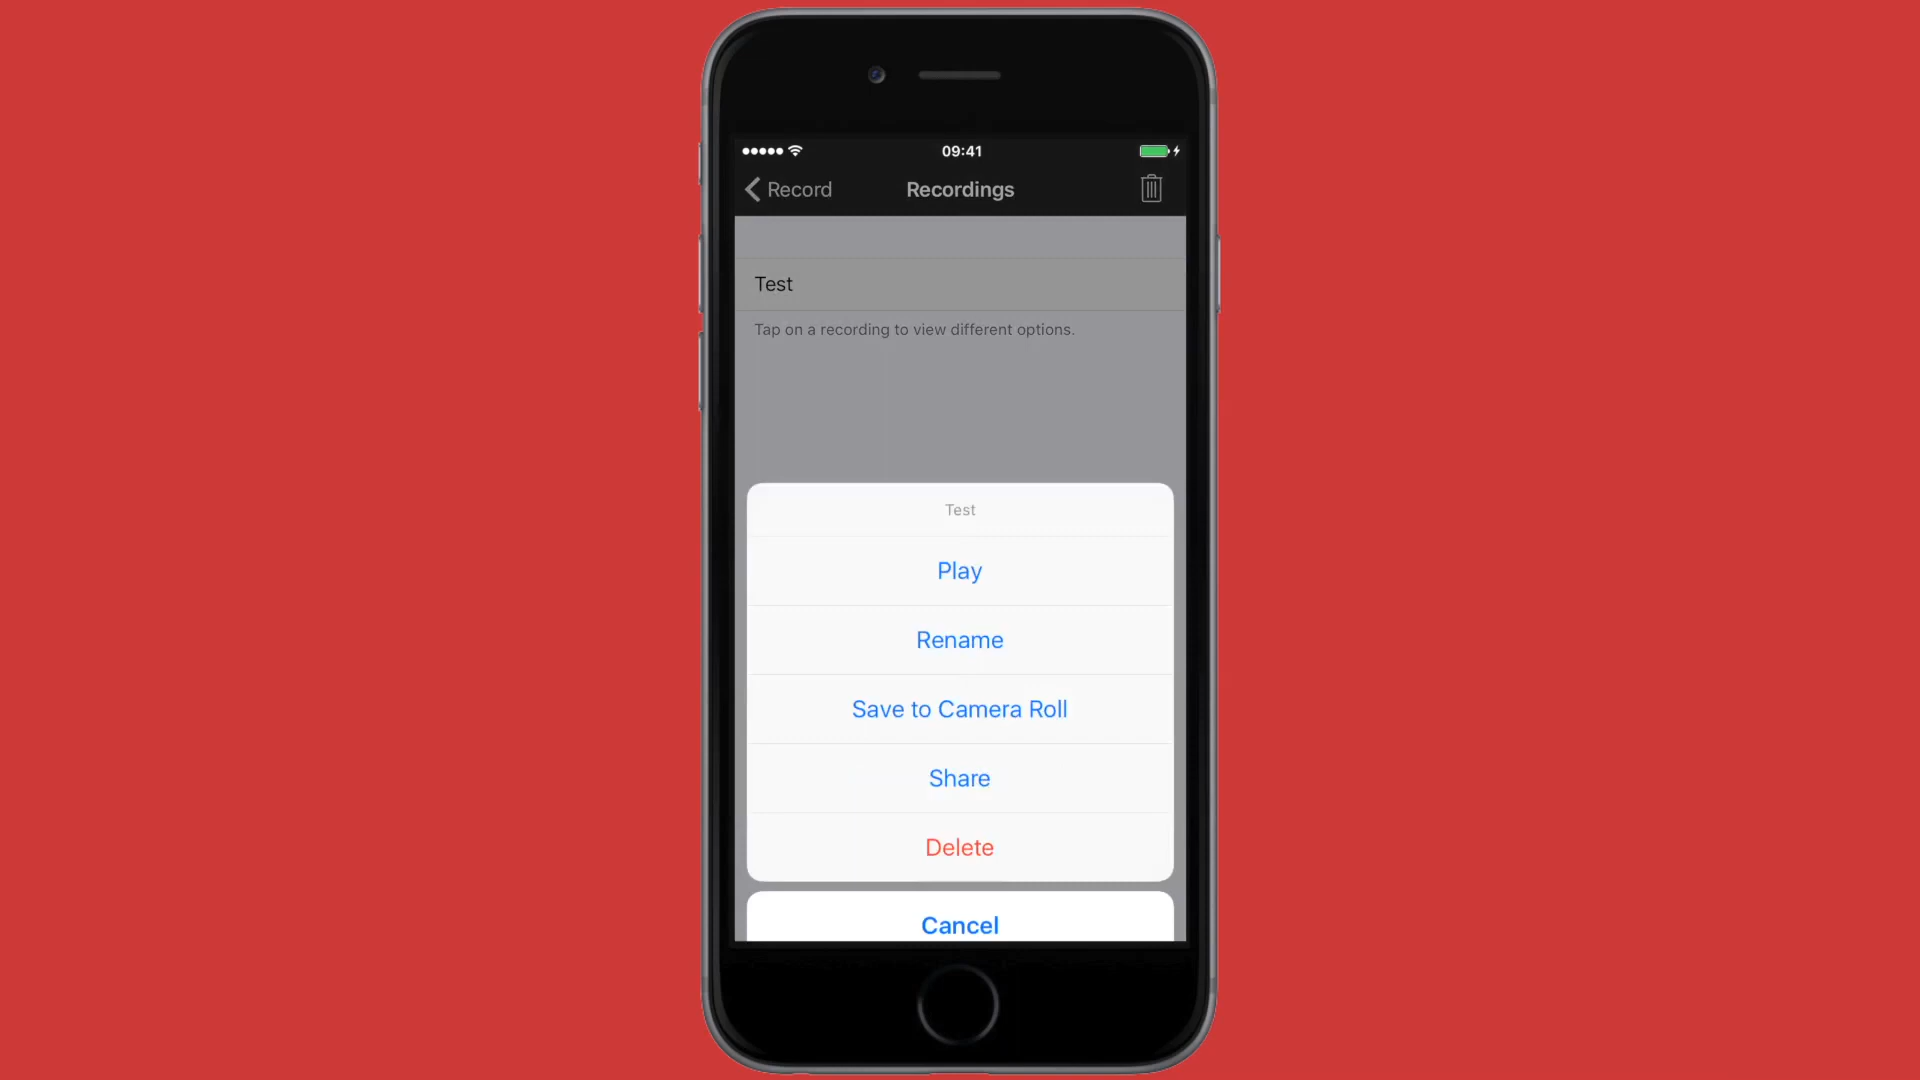 09:41
Record
Recordings
Test
Tap on a recording to view different options.
Test
Play
Rename
Save to Camera Roll
Share
Delete
Cancel